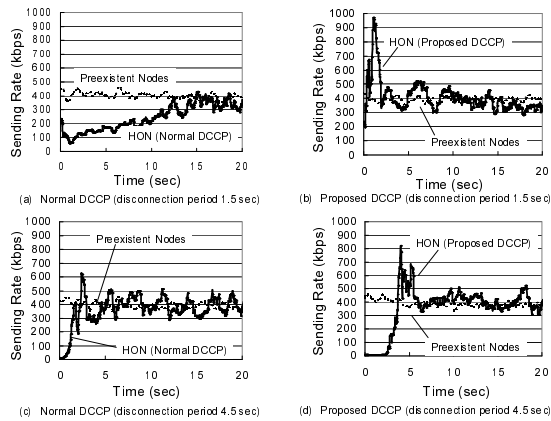 Sending Rate (kbps)
1000
900
800
700
600
500
400
300
200
100
0
Preexistent Nodes
HON (Normal DCCP)
0 5 10 15 20
Time (sec)
(a) Normal DCCP (disconnection period 1.5 sec)
Sending Rate (kbps)
1000
900
800
700
600
500
400
300
200
100
0
HON (Proposed DCCP)
Preexistent Nodes
0 5 10 15 20
Time (sec)
(b) Proposed DCCP (disconnection period 1.5 sec)
Sending Rate (kbps)
1000
900
800
700
600
500
400
300
200
100
0
Preexistent Nodes
HON (Normal DCCP)
0 5 10 15 20
Time (sec)
(c) Normal DCCP (disconnection period 4.5 sec)
Sending Rate (kbps)
1000
900
800
700
600
500
400
300
200
100
0
HON (Proposed DCCP)
Preexistent Nodes
0 5 10 15 20
Time (sec)
(d) Proposed DCCP (disconnection period 4.5 sec)